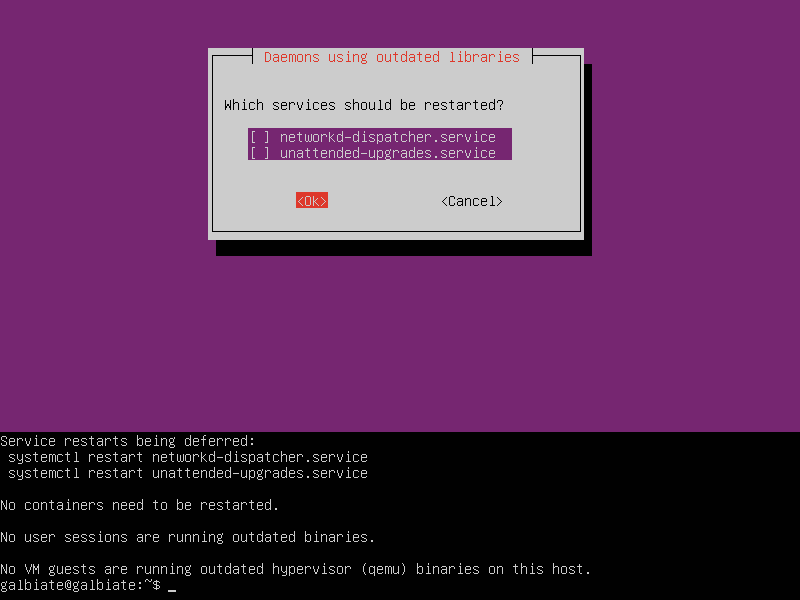 Daemons using outdated libraries
Which services should be restarted?
[ ] networkd-dispatcher.service
[ ] unattended-upgrades.service
<Ok> <Cancel>
Service restarts being deferred:
systemctl restart networkd-dispatcher.service
systemctl restart unattended-upgrades.service
No containers need to be restarted.
No user sessions are running outdated binaries.
No VM guests are running outdated hypervisor (qemu) binaries on this host.
galbiate@galbiate:~$ _